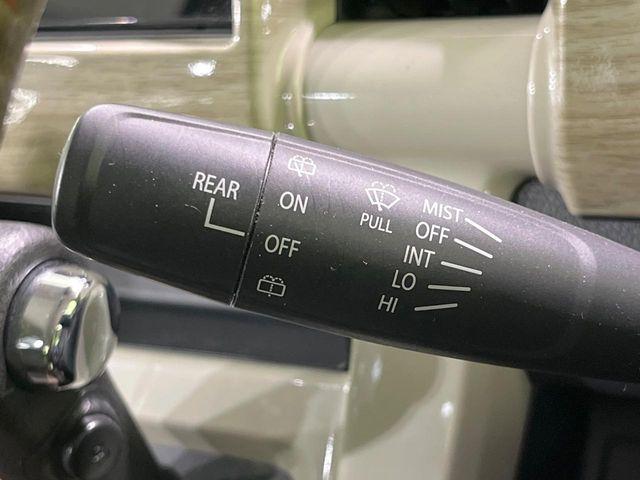 REAR
ON
OFF
PULL
MIST
OFF
INT
LO
HI